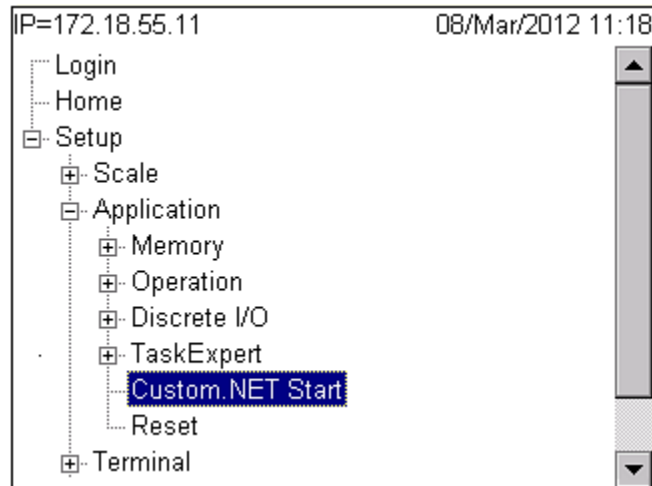 IP=172.18.55.11 08/Mar/2012 11:18
Login
Home
Setup
Scale
Application
Memory
Operation
Discrete I/O
TaskExpert
Custom.NET Start
Reset
Terminal